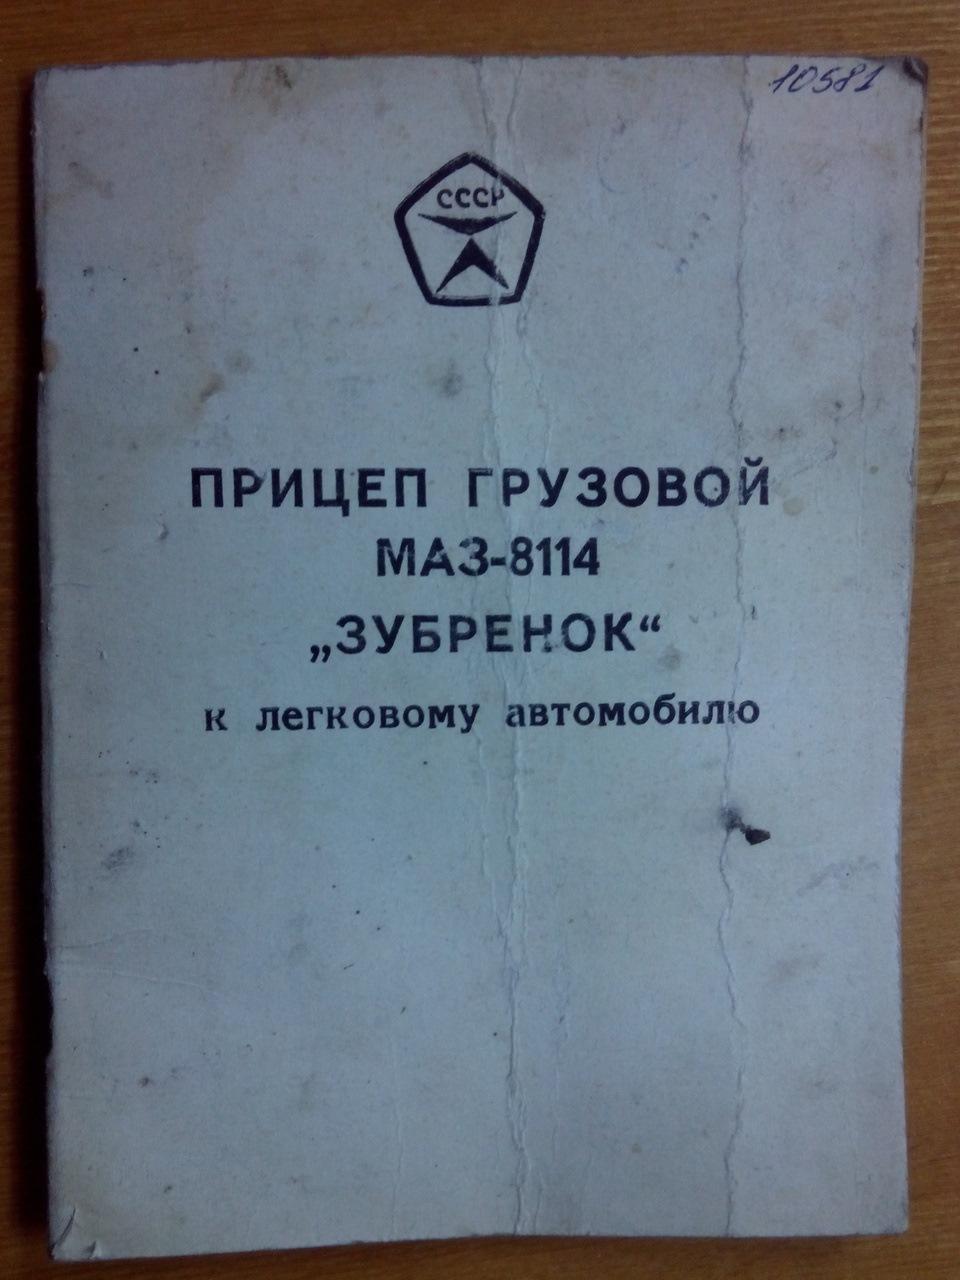 10581
СССР
ПРИЦЕП ГРУЗОВОЙ
МАЗ-8114
„ЗУБРЕНОК“
к легковому автомобилю